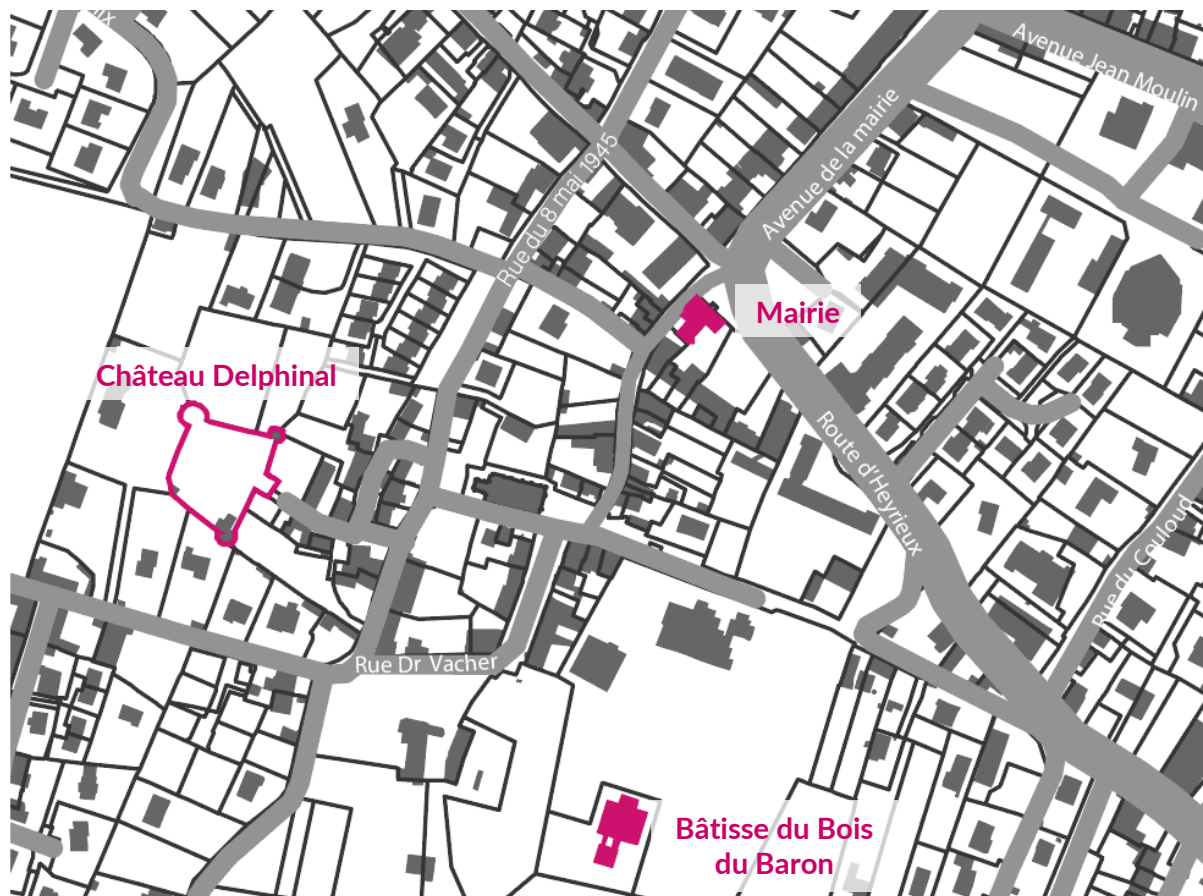 Avenue Jean Moulin
Avenue de la mairie
Rue du 8 mai 1945
Mairie
Château Delphinal
Route d'Heyrieux
Rue du Couloud
Rue Dr Vacher
Bâtisse du Bois
du Baron